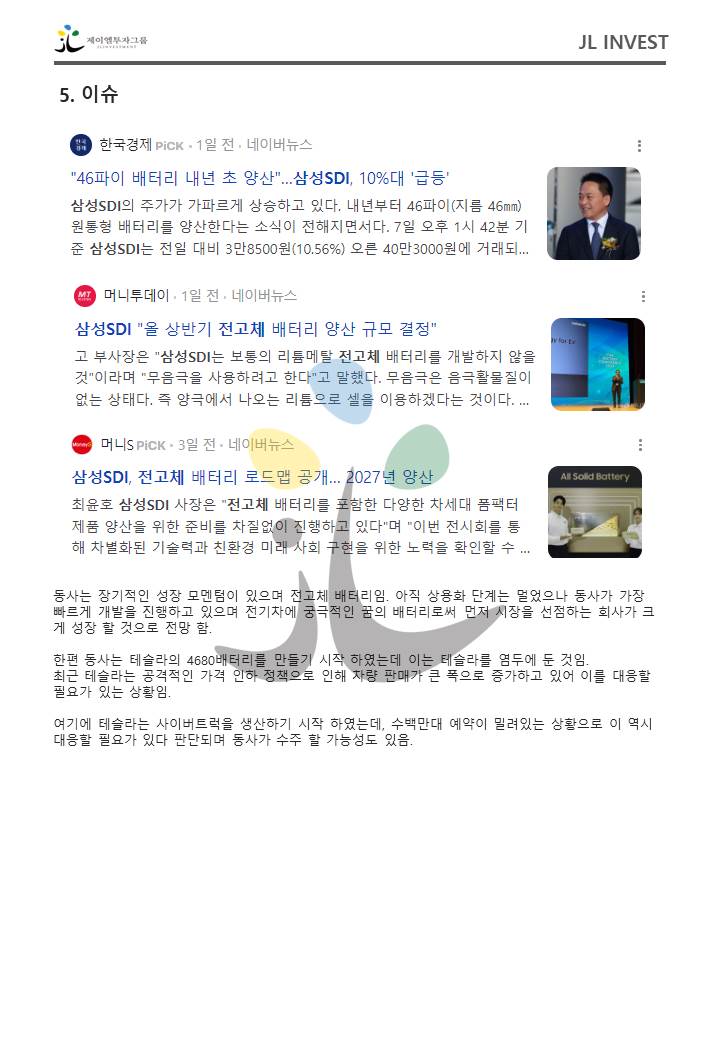 제이엘투자그룹
JL INVESTMENT
JL INVEST
5. 이슈
한국경제
한국경제 PiCK · 1일 전 · 네이버뉴스
"46파이 배터리 내년 초 양산"...삼성SDI, 10%대 '급등'
삼성SDI의 주가가 가파르게 상승하고 있다. 내년부터 46파이(지름 46㎜)
원통형 배터리를 양산한다는 소식이 전해지면서다. 7일 오후 1시 42분 기
준 삼성SDI는 전일 대비 3만8500원(10.56%) 오른 40만3000원에 거래되...
MT
머니투데이 · 1일 전 · 네이버뉴스
삼성SDI "올 상반기 전고체 배터리 양산 규모 결정"
고 부사장은 "삼성SDI는 보통의 리튬메탈 전고체 배터리를 개발하지 않을
것"이라며 "무음극을 사용하려고 한다"고 말했다. 무음극은 음극활물질이
없는 상태다. 즉 양극에서 나오는 리튬으로 셀을 이용하겠다는 것이다. ...
MoneyS
머니S PiCK · 3일 전 · 네이버뉴스
삼성SDI, 전고체 배터리 로드맵 공개... 2027년 양산
All Solid Battery
최윤호 삼성SDI 사장은 "전고체 배터리를 포함한 다양한 차세대 폼팩터
제품 양산을 위한 준비를 차질없이 진행하고 있다"며 "이번 전시회를 통
해 차별화된 기술력과 친환경 미래 사회 구현을 위한 노력을 확인할 수 ...
동사는 장기적인 성장 모멘텀이 있으며 전고체 배터리임. 아직 상용화 단계는 멀었으나 동사가 가장
빠르게 개발을 진행하고 있으며 전기차에 궁극적인 꿈의 배터리로써 먼저 시장을 선점하는 회사가 크
게 성장 할 것으로 전망 함.
한편 동사는 테슬라의 4680배터리를 만들기 시작 하였는데 이는 테슬라를 염두에 둔 것임.
최근 테슬라는 공격적인 가격 인하 정책으로 인해 차량 판매가 큰 폭으로 증가하고 있어 이를 대응할
필요가 있는 상황임.
여기에 테슬라는 사이버트럭을 생산하기 시작 하였는데, 수백만대 예약이 밀려있는 상황으로 이 역시
대응할 필요가 있다 판단되며 동사가 수주 할 가능성도 있음.